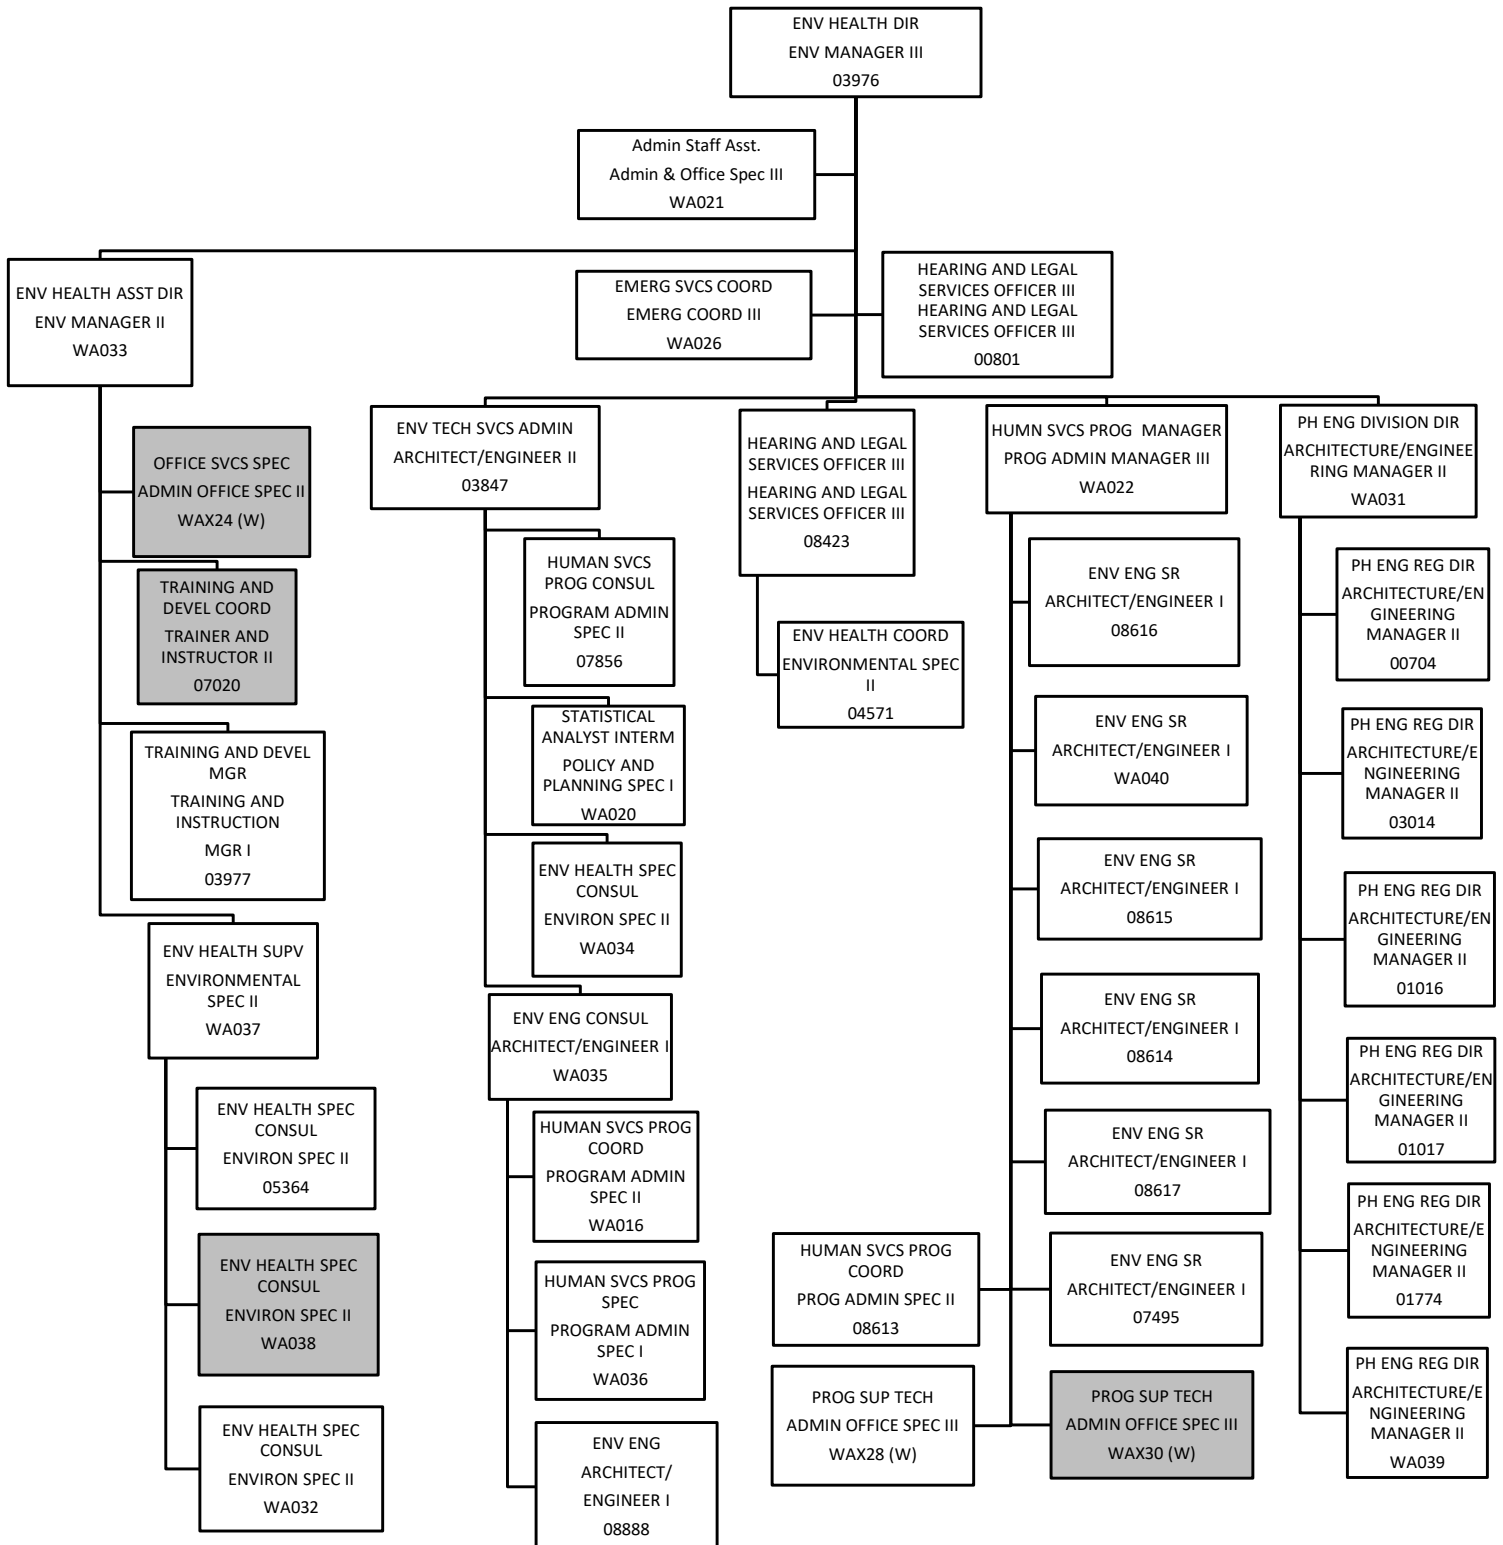 ENV HEALTH DIR
ENV MANAGER III
03976
Admin Staff Asst.
Admin & Office Spec III
WA021
ENV HEALTH ASST DIR
ENV MANAGER II
WA033
EMERG SVCS COORD
EMERG COORD III
WA026
HEARING AND LEGAL
SERVICES OFFICER III
HEARING AND LEGAL
SERVICES OFFICER III
00801
OFFICE SVCS SPEC
ADMIN OFFICE SPEC II
WAX24 (W)
TRAINING AND
DEVEL COORD
TRAINER AND
INSTRUCTOR II
07020
TRAINING AND DEVEL
MGR
TRAINING AND
INSTRUCTION
MGR I
03977
ENV HEALTH SUPV
ENVIRONMENTAL
SPEC II
WA037
ENV HEALTH SPEC
CONSUL
ENVIRON SPEC II
05364
ENV HEALTH SPEC
CONSUL
ENVIRON SPEC II
WA038
ENV HEALTH SPEC
CONSUL
ENVIRON SPEC II
WA032
ENV TECH SVCS ADMIN
ARCHITECT/ENGINEER II
03847
HUMAN SVCS
PROG CONSUL
PROGRAM ADMIN
SPEC II
07856
STATISTICAL
ANALYST INTERM
POLICY AND
PLANNING SPEC I
WA020
ENV HEALTH SPEC
CONSUL
ENVIRON SPEC II
WA034
ENV ENG CONSUL
ARCHITECT/ENGINEER I
WA035
HUMAN SVCS PROG
COORD
PROGRAM ADMIN
SPEC II
WA016
HUMAN SVCS PROG
SPEC
PROGRAM ADMIN
SPEC I
WA036
ENV ENG
ARCHITECT/
ENGINEER I
08888
HEARING AND LEGAL
SERVICES OFFICER III
HEARING AND LEGAL
SERVICES OFFICER III
08423
ENV HEALTH COORD
ENVIRONMENTAL SPEC
II
04571
HUMN SVCS PROG MANAGER
PROG ADMIN MANAGER III
WA022
ENV ENG SR
ARCHITECT/ENGINEER I
08616
ENV ENG SR
ARCHITECT/ENGINEER I
WA040
ENV ENG SR
ARCHITECT/ENGINEER I
08615
ENV ENG SR
ARCHITECT/ENGINEER I
08614
ENV ENG SR
ARCHITECT/ENGINEER I
08617
HUMAN SVCS PROG
COORD
PROG ADMIN SPEC II
08613
ENV ENG SR
ARCHITECT/ENGINEER I
07495
PROG SUP TECH
ADMIN OFFICE SPEC III
WAX28 (W)
PROG SUP TECH
ADMIN OFFICE SPEC III
WAX30 (W)
PH ENG DIVISION DIR
ARCHITECTURE/ENGINEE
RING MANAGER II
WA031
PH ENG REG DIR
ARCHITECTURE/EN
GINEERING
MANAGER II
00704
PH ENG REG DIR
ARCHITECTURE/E
NGINEERING
MANAGER II
03014
PH ENG REG DIR
ARCHITECTURE/EN
GINEERING
MANAGER II
01016
PH ENG REG DIR
ARCHITECTURE/EN
GINEERING
MANAGER II
01017
PH ENG REG DIR
ARCHITECTURE/E
NGINEERING
MANAGER II
01774
PH ENG REG DIR
ARCHITECTURE/E
NGINEERING
MANAGER II
WA039